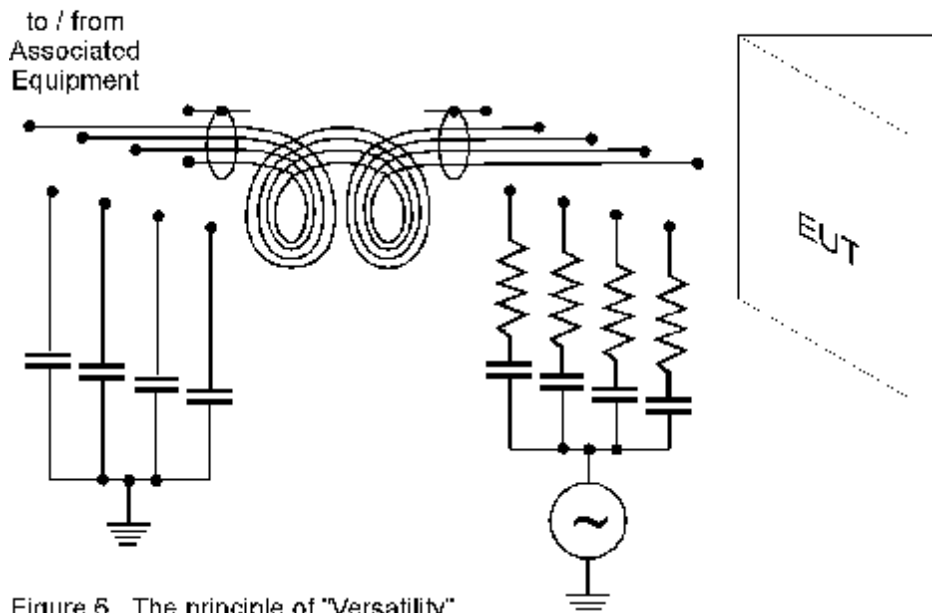 to / from
Associated
Equipment
EUT
Figure 5 The principle of "Versatility"